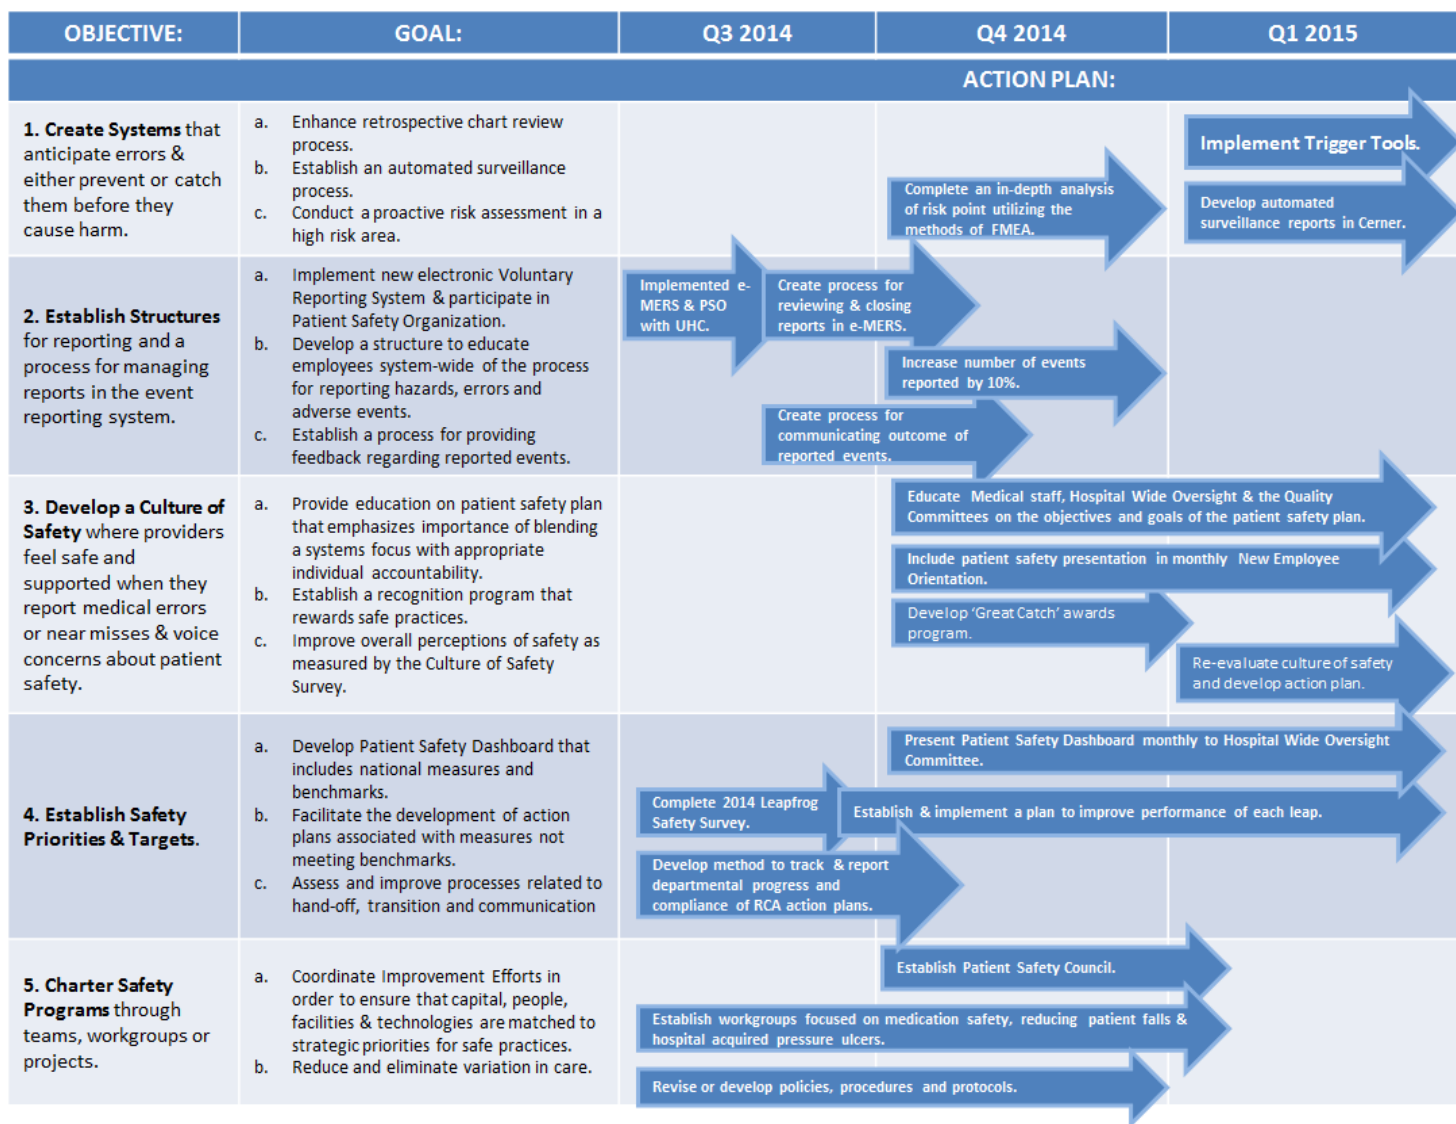 OBJECTIVE:
GOAL:
Q3 2014
Q4 2014
Q1 2015
ACTION PLAN:
1. Create Systems that
anticipate errors &
either prevent or catch
them before they
cause harm.
a. Enhance retrospective chart review
process.
b. Establish an automated surveillance
process.
c. Conduct a proactive risk assessment in a
high risk area.
Complete an in-depth analysis
of risk point utilizing the
methods of FMEA.
Implement Trigger Tools.
Develop automated
surveillance reports in Cerner.
2. Establish Structures
for reporting and a
process for managing
reports in the event
reporting system.
a. Implement new electronic Voluntary
Reporting System & participate in
Patient Safety Organization.
b. Develop a structure to educate
employees system-wide of the process
for reporting hazards, errors and
adverse events.
c. Establish a process for providing
feedback regarding reported events.
Implemented e-
MERS & PSO
with UHC.
Create process for
reviewing & closing
reports in e-MERS.
Increase number of events
reported by 10%.
Create process for
communicating outcome of
reported events.
3. Develop a Culture of
Safety where providers
feel safe and
supported when they
report medical errors
or near misses & voice
concerns about patient
safety.
a. Provide education on patient safety plan
that emphasizes importance of blending
a systems focus with appropriate
individual accountability.
b. Establish a recognition program that
rewards safe practices.
c. Improve overall perceptions of safety as
measured by the Culture of Safety
Survey.
Educate Medical staff, Hospital Wide Oversight & the Quality
Committees on the objectives and goals of the patient safety plan.
Include patient safety presentation in monthly New Employee
Orientation.
Develop ‘Great Catch’ awards
program.
Re-evaluate culture of safety
and develop action plan.
4. Establish Safety
Priorities & Targets.
a. Develop Patient Safety Dashboard that
includes national measures and
benchmarks.
b. Facilitate the development of action
plans associated with measures not
meeting benchmarks.
c. Assess and improve processes related to
hand-off, transition and communication
Present Patient Safety Dashboard monthly to Hospital Wide Oversight
Committee.
Complete 2014 Leapfrog
Safety Survey.
Establish & implement a plan to improve performance of each leap.
Develop method to track & report
departmental progress and
compliance of RCA action plans.
5. Charter Safety
Programs through
teams, workgroups or
projects.
a. Coordinate Improvement Efforts in
order to ensure that capital, people,
facilities & technologies are matched to
strategic priorities for safe practices.
b. Reduce and eliminate variation in care.
Establish Patient Safety Council.
Establish workgroups focused on medication safety, reducing patient falls &
hospital acquired pressure ulcers.
Revise or develop policies, procedures and protocols.